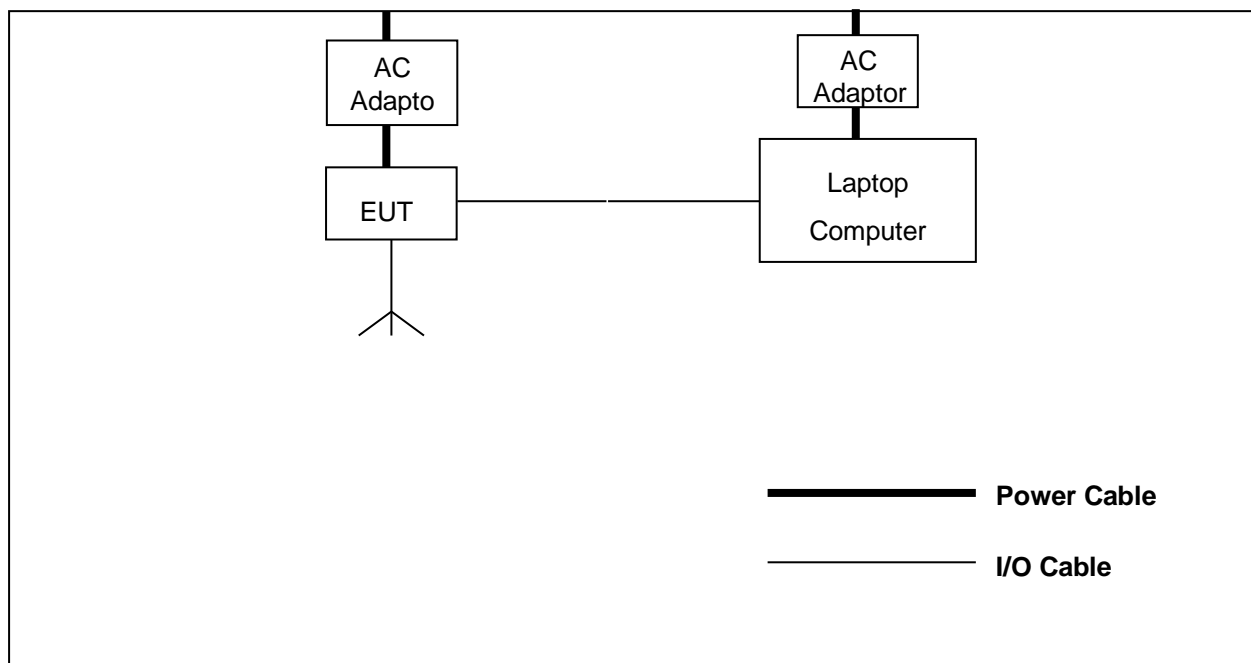 AC
Adapto
AC
Adaptor
EUT
Laptop
Computer
Power Cable
I/O Cable